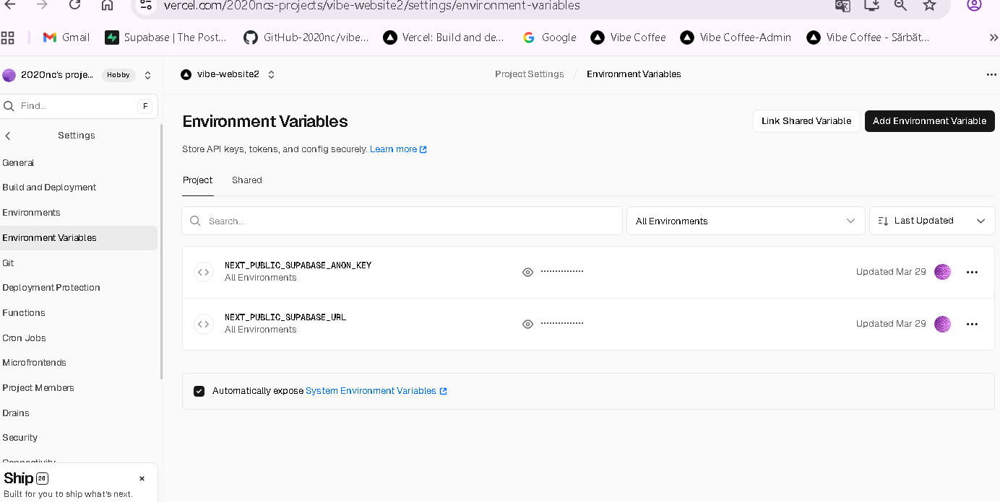 vercel.com/2020ncs-projects/vibe-website2/settings/environment-variables
Gmail
Supabase | The Post...
GitHub-2020nc/vibe...
Vercel: Build and de...
Google
Vibe Coffee
Vibe Coffee-Admin
Vibe Coffee - Sărbăt...
»
2020nc's proje... Hobby
vibe-website2
Project Settings / Environment Variables
Find... F
Settings
General
Build and Deployment
Environments
Environment Variables
Git
Deployment Protection
Functions
Cron Jobs
Microfrontends
Project Members
Drains
Security
Connectivity
Ship 26
Built for you to ship what's next.
Environment Variables
Link Shared Variable
Add Environment Variable
Store API keys, tokens, and config securely. Learn more
Project
Shared
Search...
All Environments
Last Updated
NEXT_PUBLIC_SUPABASE_ANON_KEY
All Environments
Updated Mar 29
NEXT_PUBLIC_SUPABASE_URL
All Environments
Updated Mar 29
Automatically expose System Environment Variables